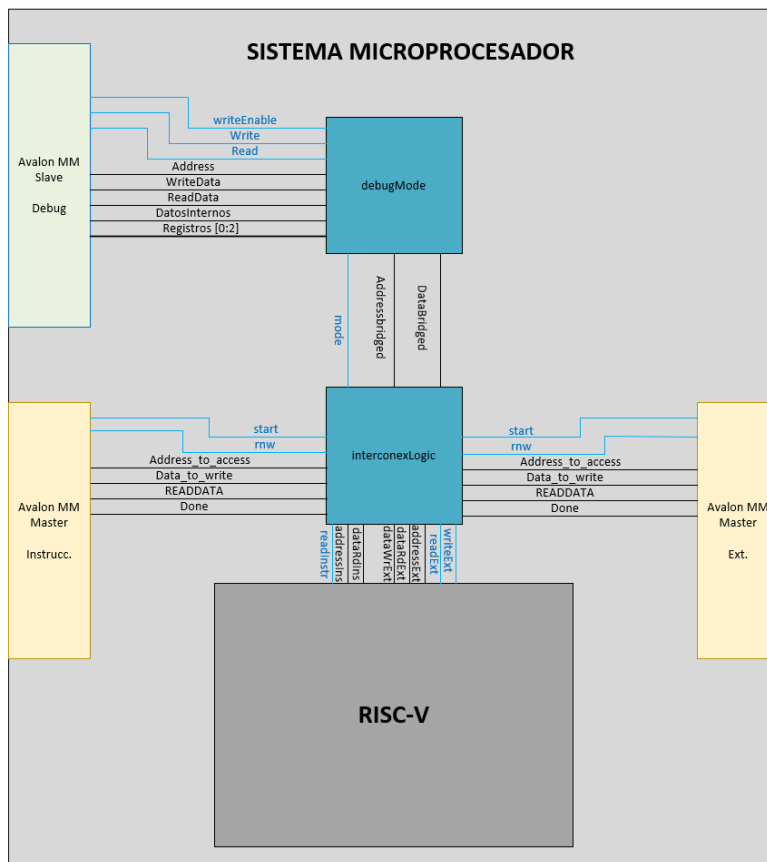 SISTEMA MICROPROCESADOR
Avalon MM
Slave
Debug
writeEnable
Write
Read
Address
WriteData
ReadData
DatosInternos
Registros [0:2]
debugMode
mode
Addressbridged
DataBridged
Avalon MM
Master
Instrucc.
start
rnw
Address_to_access
Data_to_write
READDATA
Done
interconexLogic
start
rnw
Address_to_access
Data_to_write
READDATA
Done
Avalon MM
Master
Ext.
readInstr
addressIns
dataRdIns
dataWrExt
dataRdExt
addressExt
readExt
writeExt
RISC-V